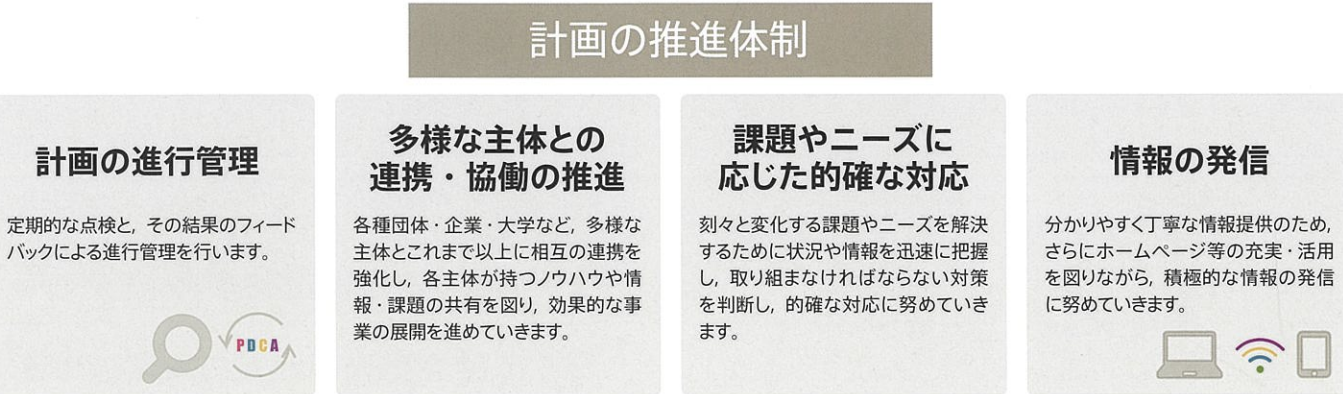 計画の推進体制
計画の進行管理
定期的な点検と，その結果のフィード
バックによる進行管理を行います。
PDCA
多様な主体との
連携・協働の推進
各種団体・企業・大学など，多様な
主体とこれまで以上に相互の連携を
強化し，各主体が持つノウハウや情
報・課題の共有を図り，効果的な事
業の展開を進めていきます。
課題やニーズに
応じた的確な対応
刻々と変化する課題やニーズを解決
するために状況や情報を迅速に把握
し，取り組まなければならない対策
を判断し，的確な対応に努めていき
ます。
情報の発信
分かりやすく丁寧な情報提供のため，
さらにホームページ等の充実・活用
を図りながら，積極的な情報の発信
に努めていきます。